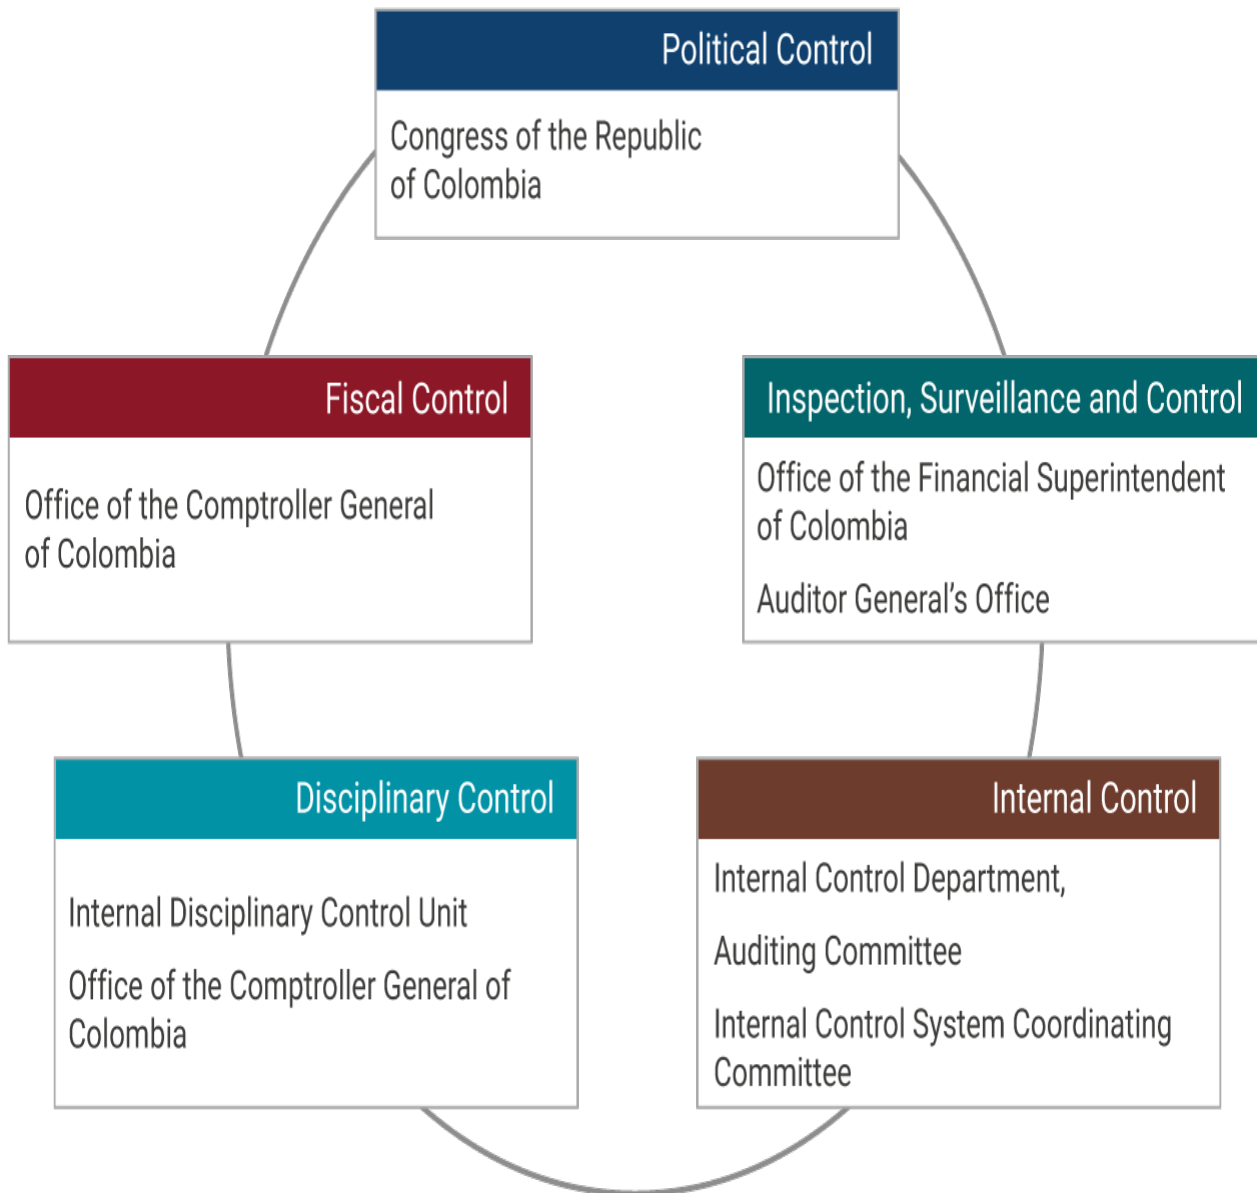 Political Control
Congress of the Republic
of Colombia
Fiscal Control
Office of the Comptroller General
of Colombia
Inspection, Surveillance and Control
Office of the Financial Superintendent
of Colombia
Auditor General’s Office
Disciplinary Control
Internal Disciplinary Control Unit
Office of the Comptroller General of
Colombia
Internal Control
Internal Control Department,
Auditing Committee
Internal Control System Coordinating
Committee